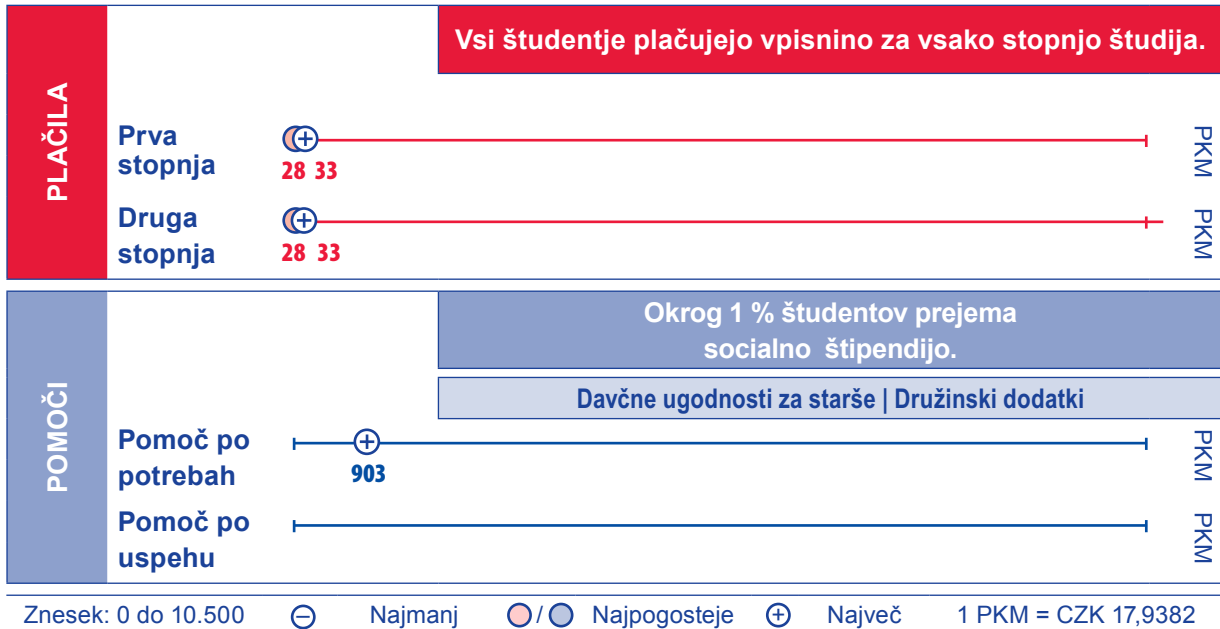 Vsi študentje plačujejo vpisnino za vsako stopnjo študija.
PLAČILA
Prva
stopnja
28 33
PKM
Druga
stopnja
28 33
PKM
Okrog 1 % študentov prejema
socialno štipendijo.
Davčne ugodnosti za starše | Družinski dodatki
POMOČI
Pomoč po
potrebah
903
PKM
Pomoč po
uspehu
PKM
Znesek: 0 do 10.500 Najmanj / Najpogosteje Največ 1 PKM = CZK 17,9382